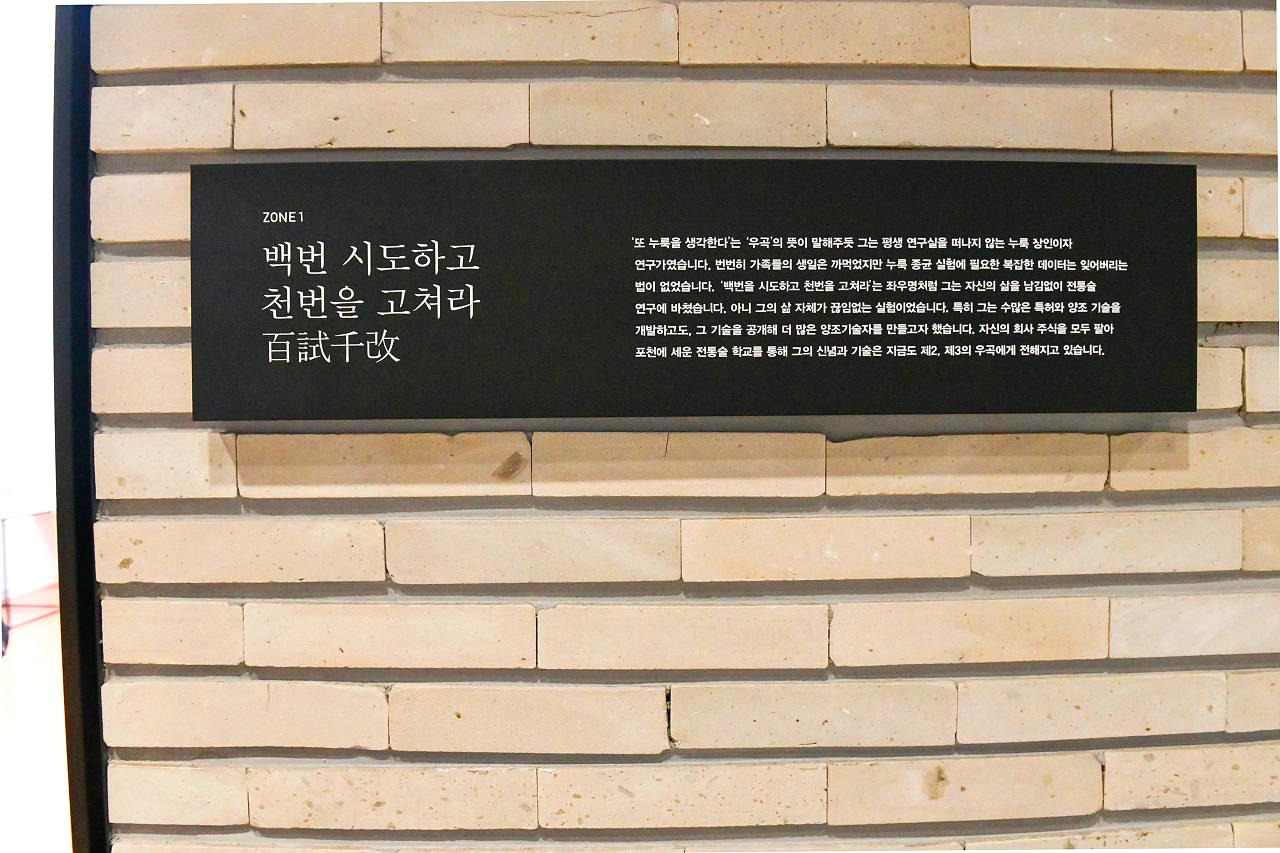 ZONE 1
백번 시도하고
천번을 고쳐라
百試千改
'또 누룩을 생각한다'는 '우곡'의 뜻이 말해주듯 그는 평생 연구실을 떠나지 않는 누룩 장인이자
연구가였습니다. 번번히 가족들의 생일은 까먹었지만 누룩 종균 실험에 필요한 복잡한 데이터는 잊어버리는
법이 없었습니다. '백번을 시도하고 천번을 고쳐라'는 좌우명처럼 그는 자신의 삶을 남김없이 전통술
연구에 바쳤습니다. 아니 그의 삶 자체가 끊임없는 실험이었습니다. 특히 그는 수많은 특허와 양조 기술을
개발하고도, 그 기술을 공개해 더 많은 양조기술자를 만들고자 했습니다. 자신의 회사 주식을 모두 팔아
포천에 세운 전통술 학교를 통해 그의 신념과 기술은 지금도 제2, 제3의 우곡에게 전해지고 있습니다.